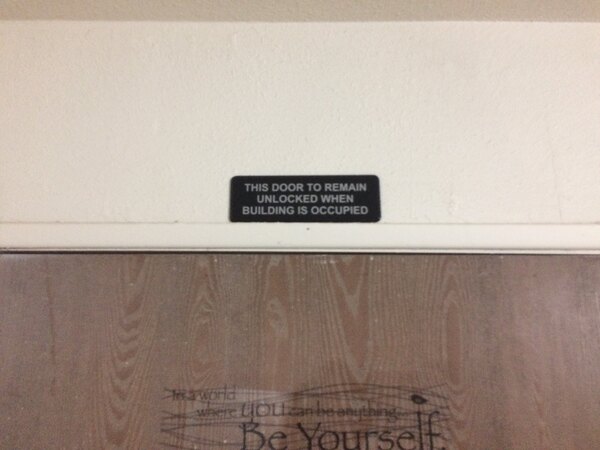 THIS DOOR TO REMAIN
UNLOCKED WHEN
BUILDING IS OCCUPIED
In a world
where you can be anything...
Be Yourself.